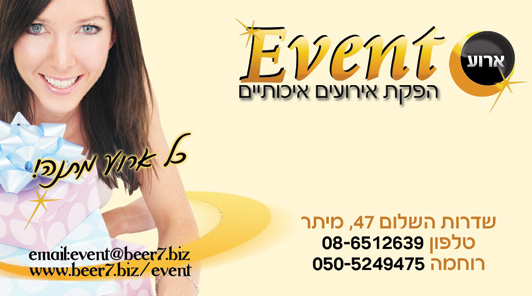 Event
ארוע
הפקת אירועים איכותיים
כל ארוע מתנה!
שדרות השלום 47, מיתר
טלפון 08-6512639
רוחמה 050-5249475
email:event@beer7.biz
www.beer7.biz/event